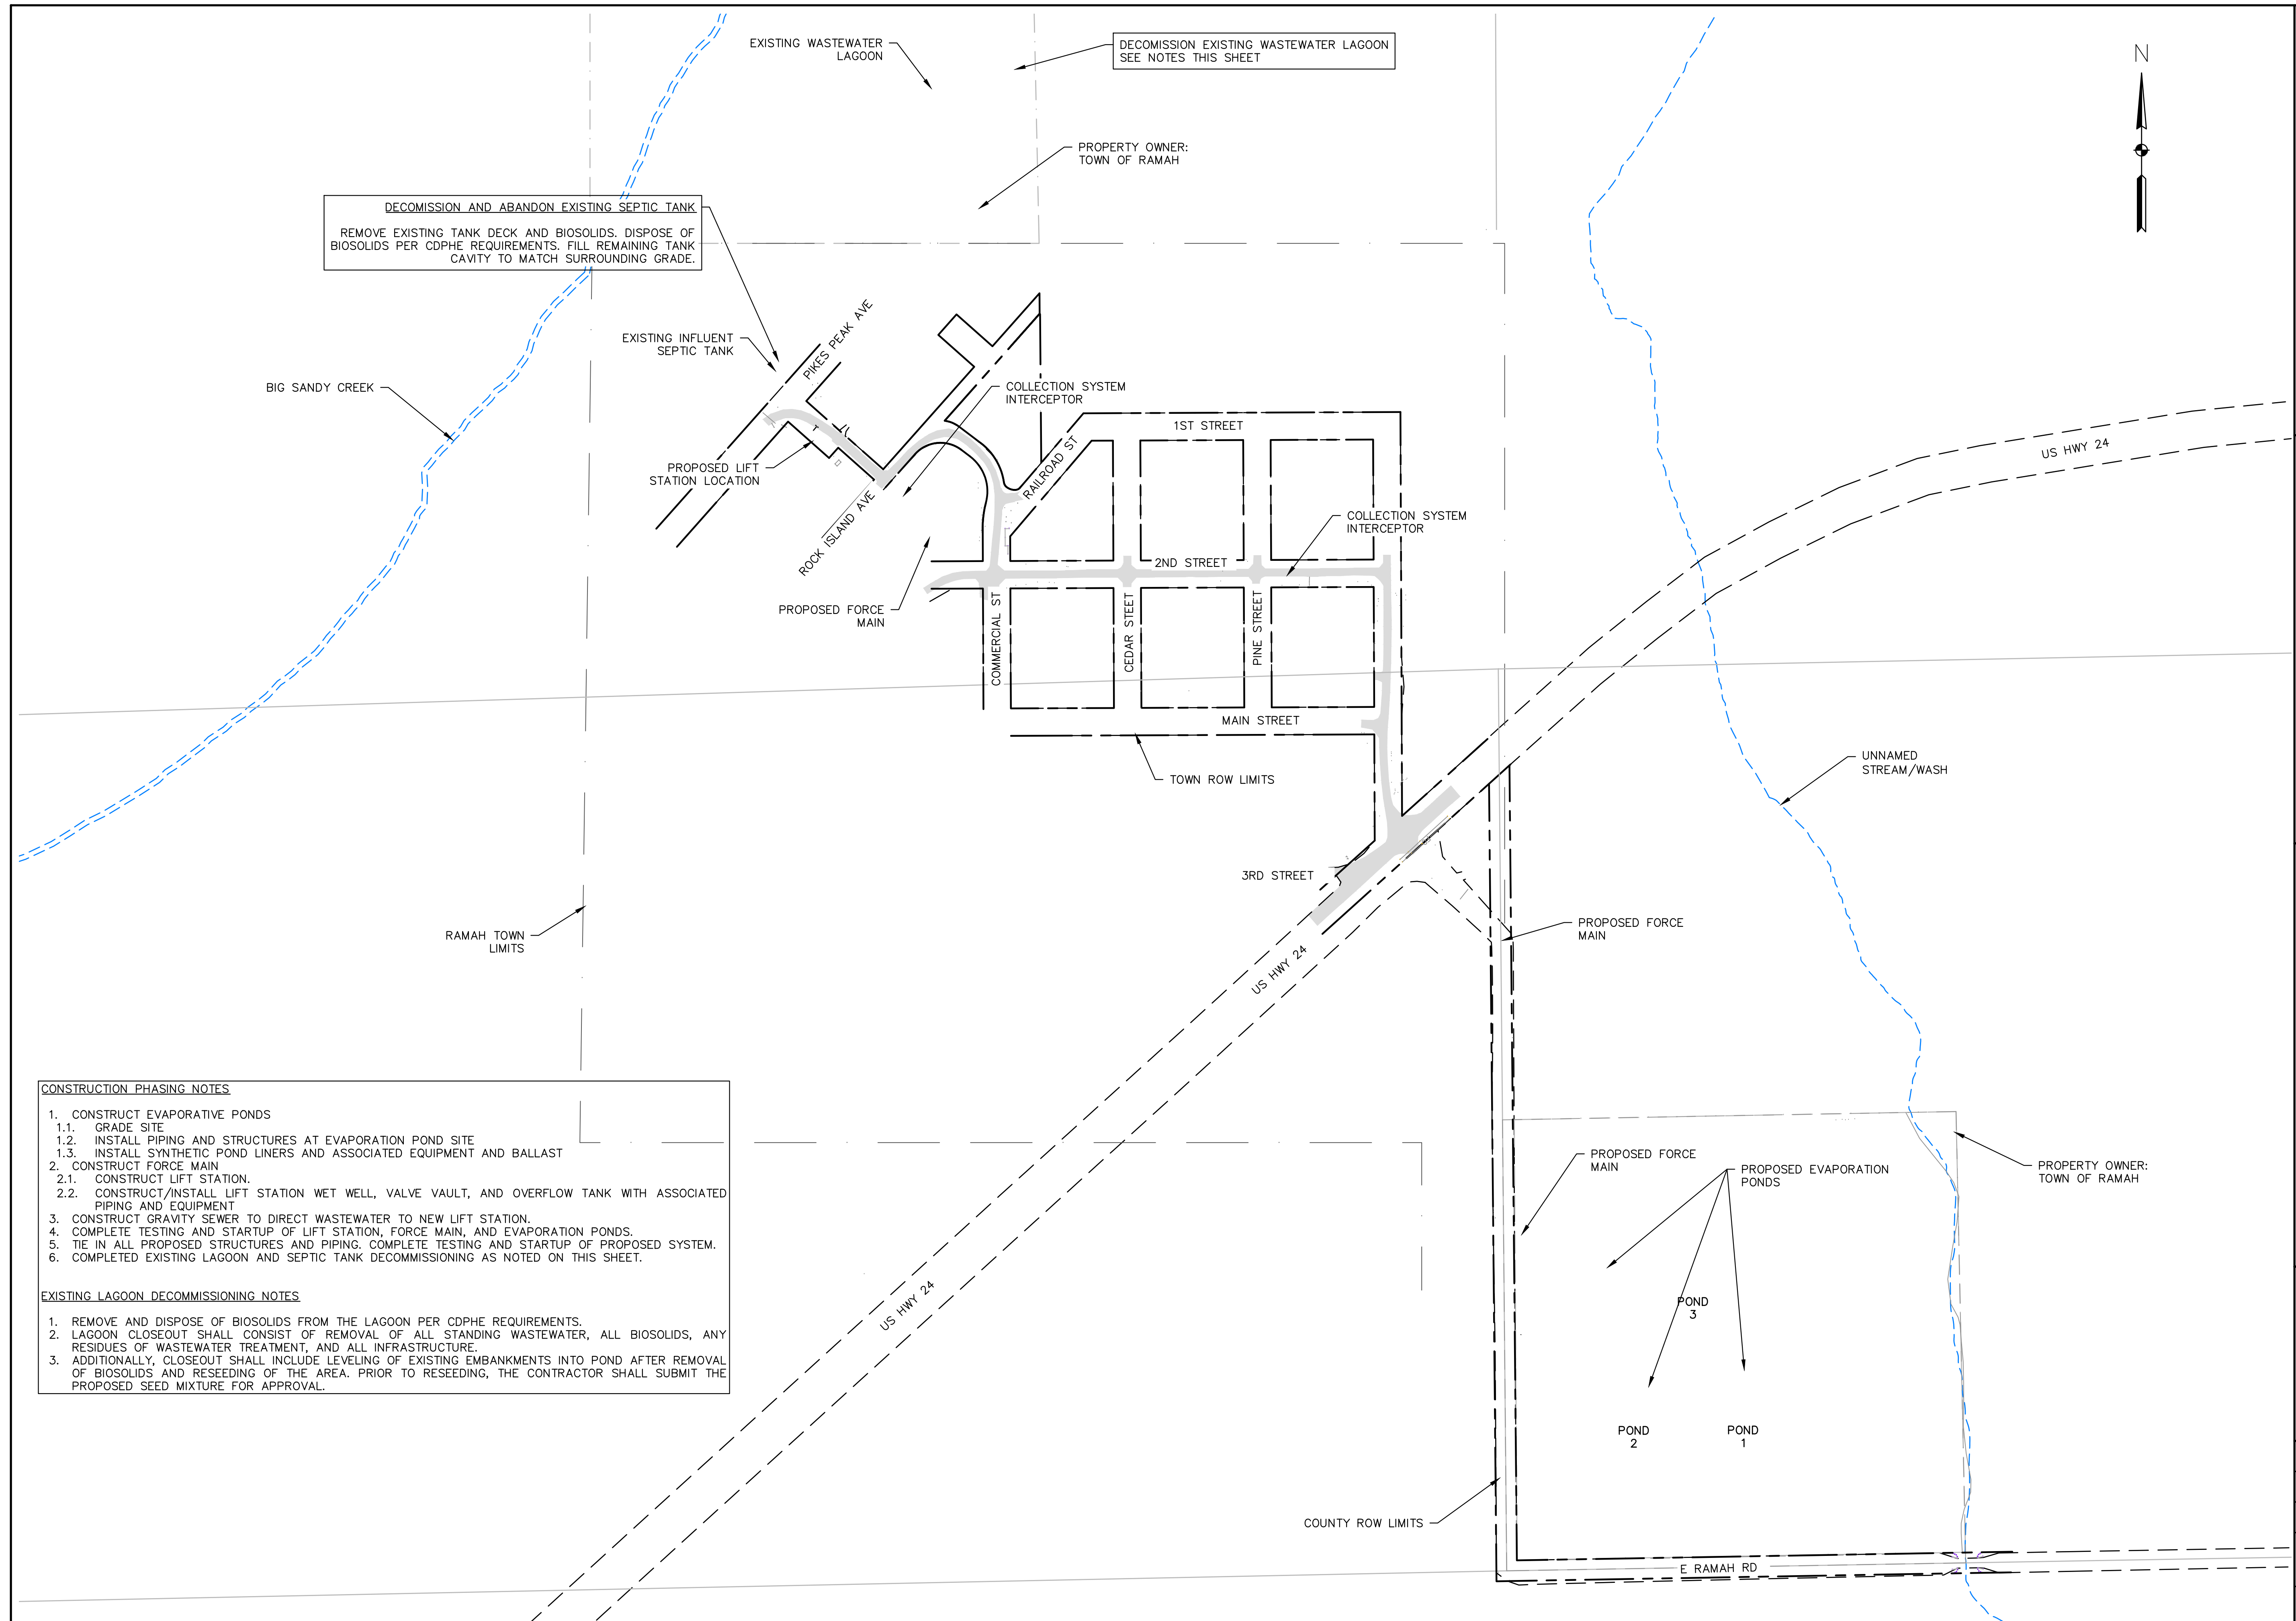 EXISTING WASTEWATER
LAGOON
DECOMISSION EXISTING WASTEWATER LAGOON
SEE NOTES THIS SHEET
N
PROPERTY OWNER:
TOWN OF RAMAH
DECOMISSION AND ABANDON EXISTING SEPTIC TANK
REMOVE EXISTING TANK DECK AND BIOSOLIDS. DISPOSE OF
BIOSOLIDS PER CDPHE REQUIREMENTS. FILL REMAINING TANK
CAVITY TO MATCH SURROUNDING GRADE.
EXISTING INFLUENT
SEPTIC TANK
PIKES PEAK AVE
BIG SANDY CREEK
COLLECTION SYSTEM
INTERCEPTOR
1ST STREET
RAILROAD ST
US HWY 24
PROPOSED LIFT
STATION LOCATION
ROCK ISLAND AVE
COLLECTION SYSTEM
INTERCEPTOR
2ND STREET
PROPOSED FORCE
MAIN
COMMERCIAL ST
CEDAR STEET
PINE STREET
MAIN STREET
TOWN ROW LIMITS
UNNAMED
STREAM/WASH
3RD STREET
RAMAH TOWN
LIMITS
PROPOSED FORCE
MAIN
US HWY 24
CONSTRUCTION PHASING NOTES
1. CONSTRUCT EVAPORATIVE PONDS
1.1. GRADE SITE
1.2. INSTALL PIPING AND STRUCTURES AT EVAPORATION POND SITE
1.3. INSTALL SYNTHETIC POND LINERS AND ASSOCIATED EQUIPMENT AND BALLAST
2. CONSTRUCT FORCE MAIN
2.1. CONSTRUCT LIFT STATION.
2.2. CONSTRUCT/INSTALL LIFT STATION WET WELL, VALVE VAULT, AND OVERFLOW TANK WITH ASSOCIATED
PIPING AND EQUIPMENT
3. CONSTRUCT GRAVITY SEWER TO DIRECT WASTEWATER TO NEW LIFT STATION.
4. COMPLETE TESTING AND STARTUP OF LIFT STATION, FORCE MAIN, AND EVAPORATION PONDS.
5. TIE IN ALL PROPOSED STRUCTURES AND PIPING. COMPLETE TESTING AND STARTUP OF PROPOSED SYSTEM.
6. COMPLETED EXISTING LAGOON AND SEPTIC TANK DECOMMISSIONING AS NOTED ON THIS SHEET.
EXISTING LAGOON DECOMMISSIONING NOTES
1. REMOVE AND DISPOSE OF BIOSOLIDS FROM THE LAGOON PER CDPHE REQUIREMENTS.
2. LAGOON CLOSEOUT SHALL CONSIST OF REMOVAL OF ALL STANDING WASTEWATER, ALL BIOSOLIDS, ANY
RESIDUES OF WASTEWATER TREATMENT, AND ALL INFRASTRUCTURE.
3. ADDITIONALLY, CLOSEOUT SHALL INCLUDE LEVELING OF EXISTING EMBANKMENTS INTO POND AFTER REMOVAL
OF BIOSOLIDS AND RESEEDING OF THE AREA. PRIOR TO RESEEDING, THE CONTRACTOR SHALL SUBMIT THE
PROPOSED SEED MIXTURE FOR APPROVAL.
PROPOSED FORCE
MAIN
PROPOSED EVAPORATION
PONDS
PROPERTY OWNER:
TOWN OF RAMAH
US HWY 24
POND
3
POND
2
POND
1
COUNTY ROW LIMITS
E RAMAH RD